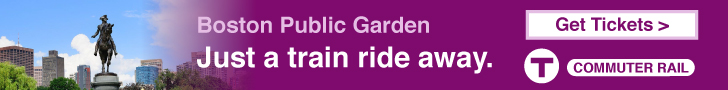 Boston Public Garden
Just a train ride away.
Get Tickets >
T COMMUTER RAIL